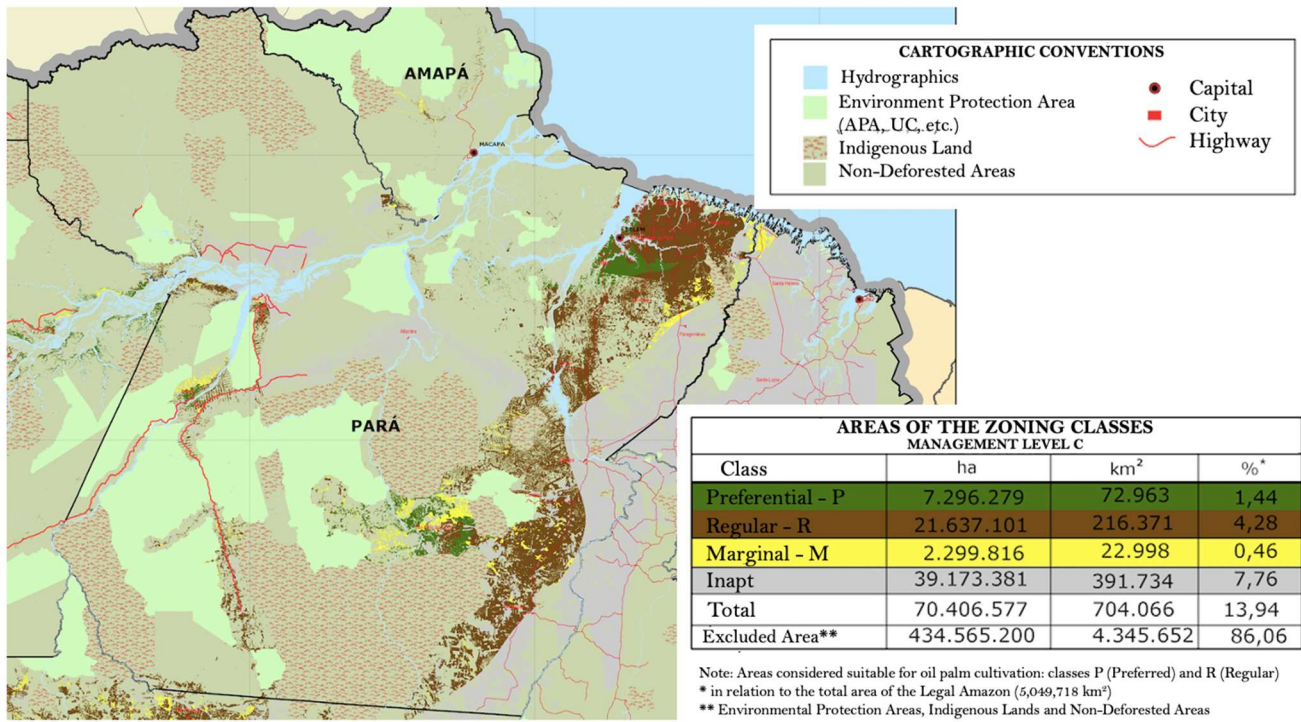 AMAPÁ
MACAPÁ
BELEM
PARÁ
Santa Helena
Paragominas
Santa Luzia
CARTOGRAPHIC CONVENTIONS
Hydrographics
Environment Protection Area
(APA, UC, etc.)
Indigenous Land
Non-Deforested Areas
Capital
City
Highway
AREAS OF THE ZONING CLASSES
MANAGEMENT LEVEL C
Class ha km² %*
Preferential - P 7.296.279 72.963 1,44
Regular - R 21.637.101 216.371 4,28
Marginal - M 2.299.816 22.998 0,46
Inapt 39.173.381 391.734 7,76
Total 70.406.577 704.066 13,94
Excluded Area** 434.565.200 4.345.652 86,06
Note: Areas considered suitable for oil palm cultivation: classes P (Preferred) and R (Regular)
* in relation to the total area of the Legal Amazon (5,049,718 km²)
** Environmental Protection Areas, Indigenous Lands and Non-Deforested Areas